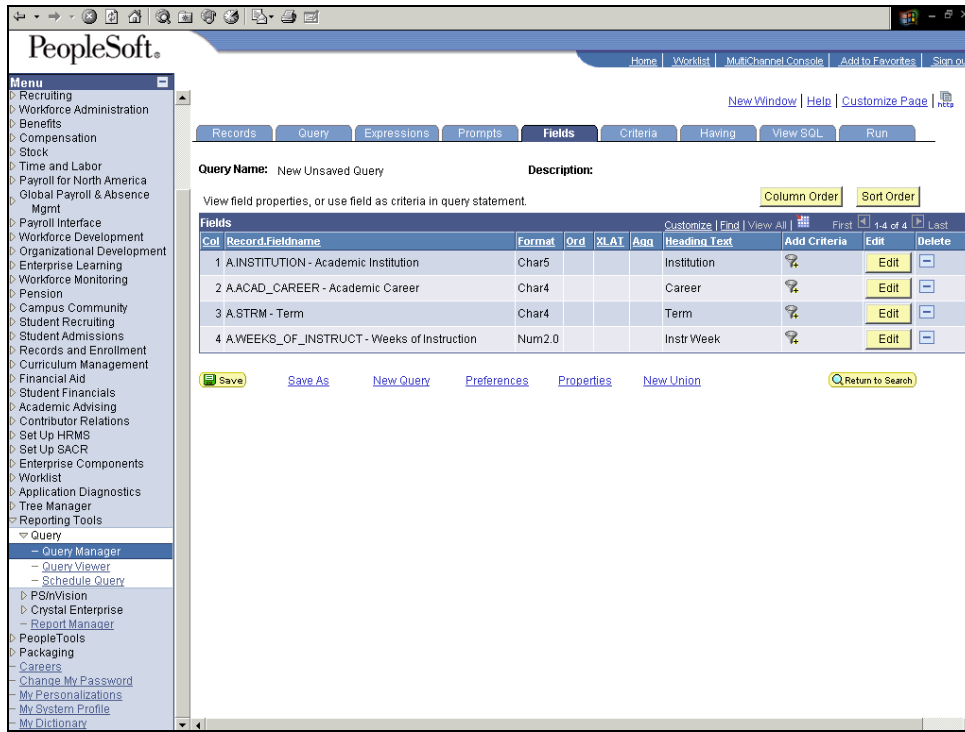 PeopleSoft.
Home | Worklist | MultiChannel Console | Add to Favorites | Sign ou
Menu
New Window | Help | Customize Page | http
Recruiting
Workforce Administration
Benefits
Compensation
Stock
Time and Labor
Payroll for North America
Global Payroll & Absence
Mgmt
Payroll Interface
Workforce Development
Organizational Development
Enterprise Learning
Workforce Monitoring
Pension
Campus Community
Student Recruiting
Student Admissions
Records and Enrollment
Curriculum Management
Financial Aid
Student Financials
Academic Advising
Contributor Relations
Set Up HRMS
Set Up SACR
Enterprise Components
Worklist
Application Diagnostics
Tree Manager
Reporting Tools
Query
– Query Manager
– Query Viewer
– Schedule Query
PS/nVision
Crystal Enterprise
– Report Manager
PeopleTools
Packaging
– Careers
– Change My Password
– My Personalizations
– My System Profile
– My Dictionary
Records Query Expressions Prompts Fields Criteria Having View SQL Run
Query Name: New Unsaved Query Description:
View field properties, or use field as criteria in query statement. Column Order Sort Order
Fields Customize | Find | View All | First 1-4 of 4 Last
Col Record.Fieldname Format Ord XLAT Agg Heading Text Add Criteria Edit Delete
1 A.INSTITUTION - Academic Institution Char5 Institution Edit
2 A.ACAD_CAREER - Academic Career Char4 Career Edit
3 A.STRM - Term Char4 Term Edit
4 A.WEEKS_OF_INSTRUCT - Weeks of Instruction Num2.0 Instr Week Edit
Save Save As New Query Preferences Properties New Union Return to Search